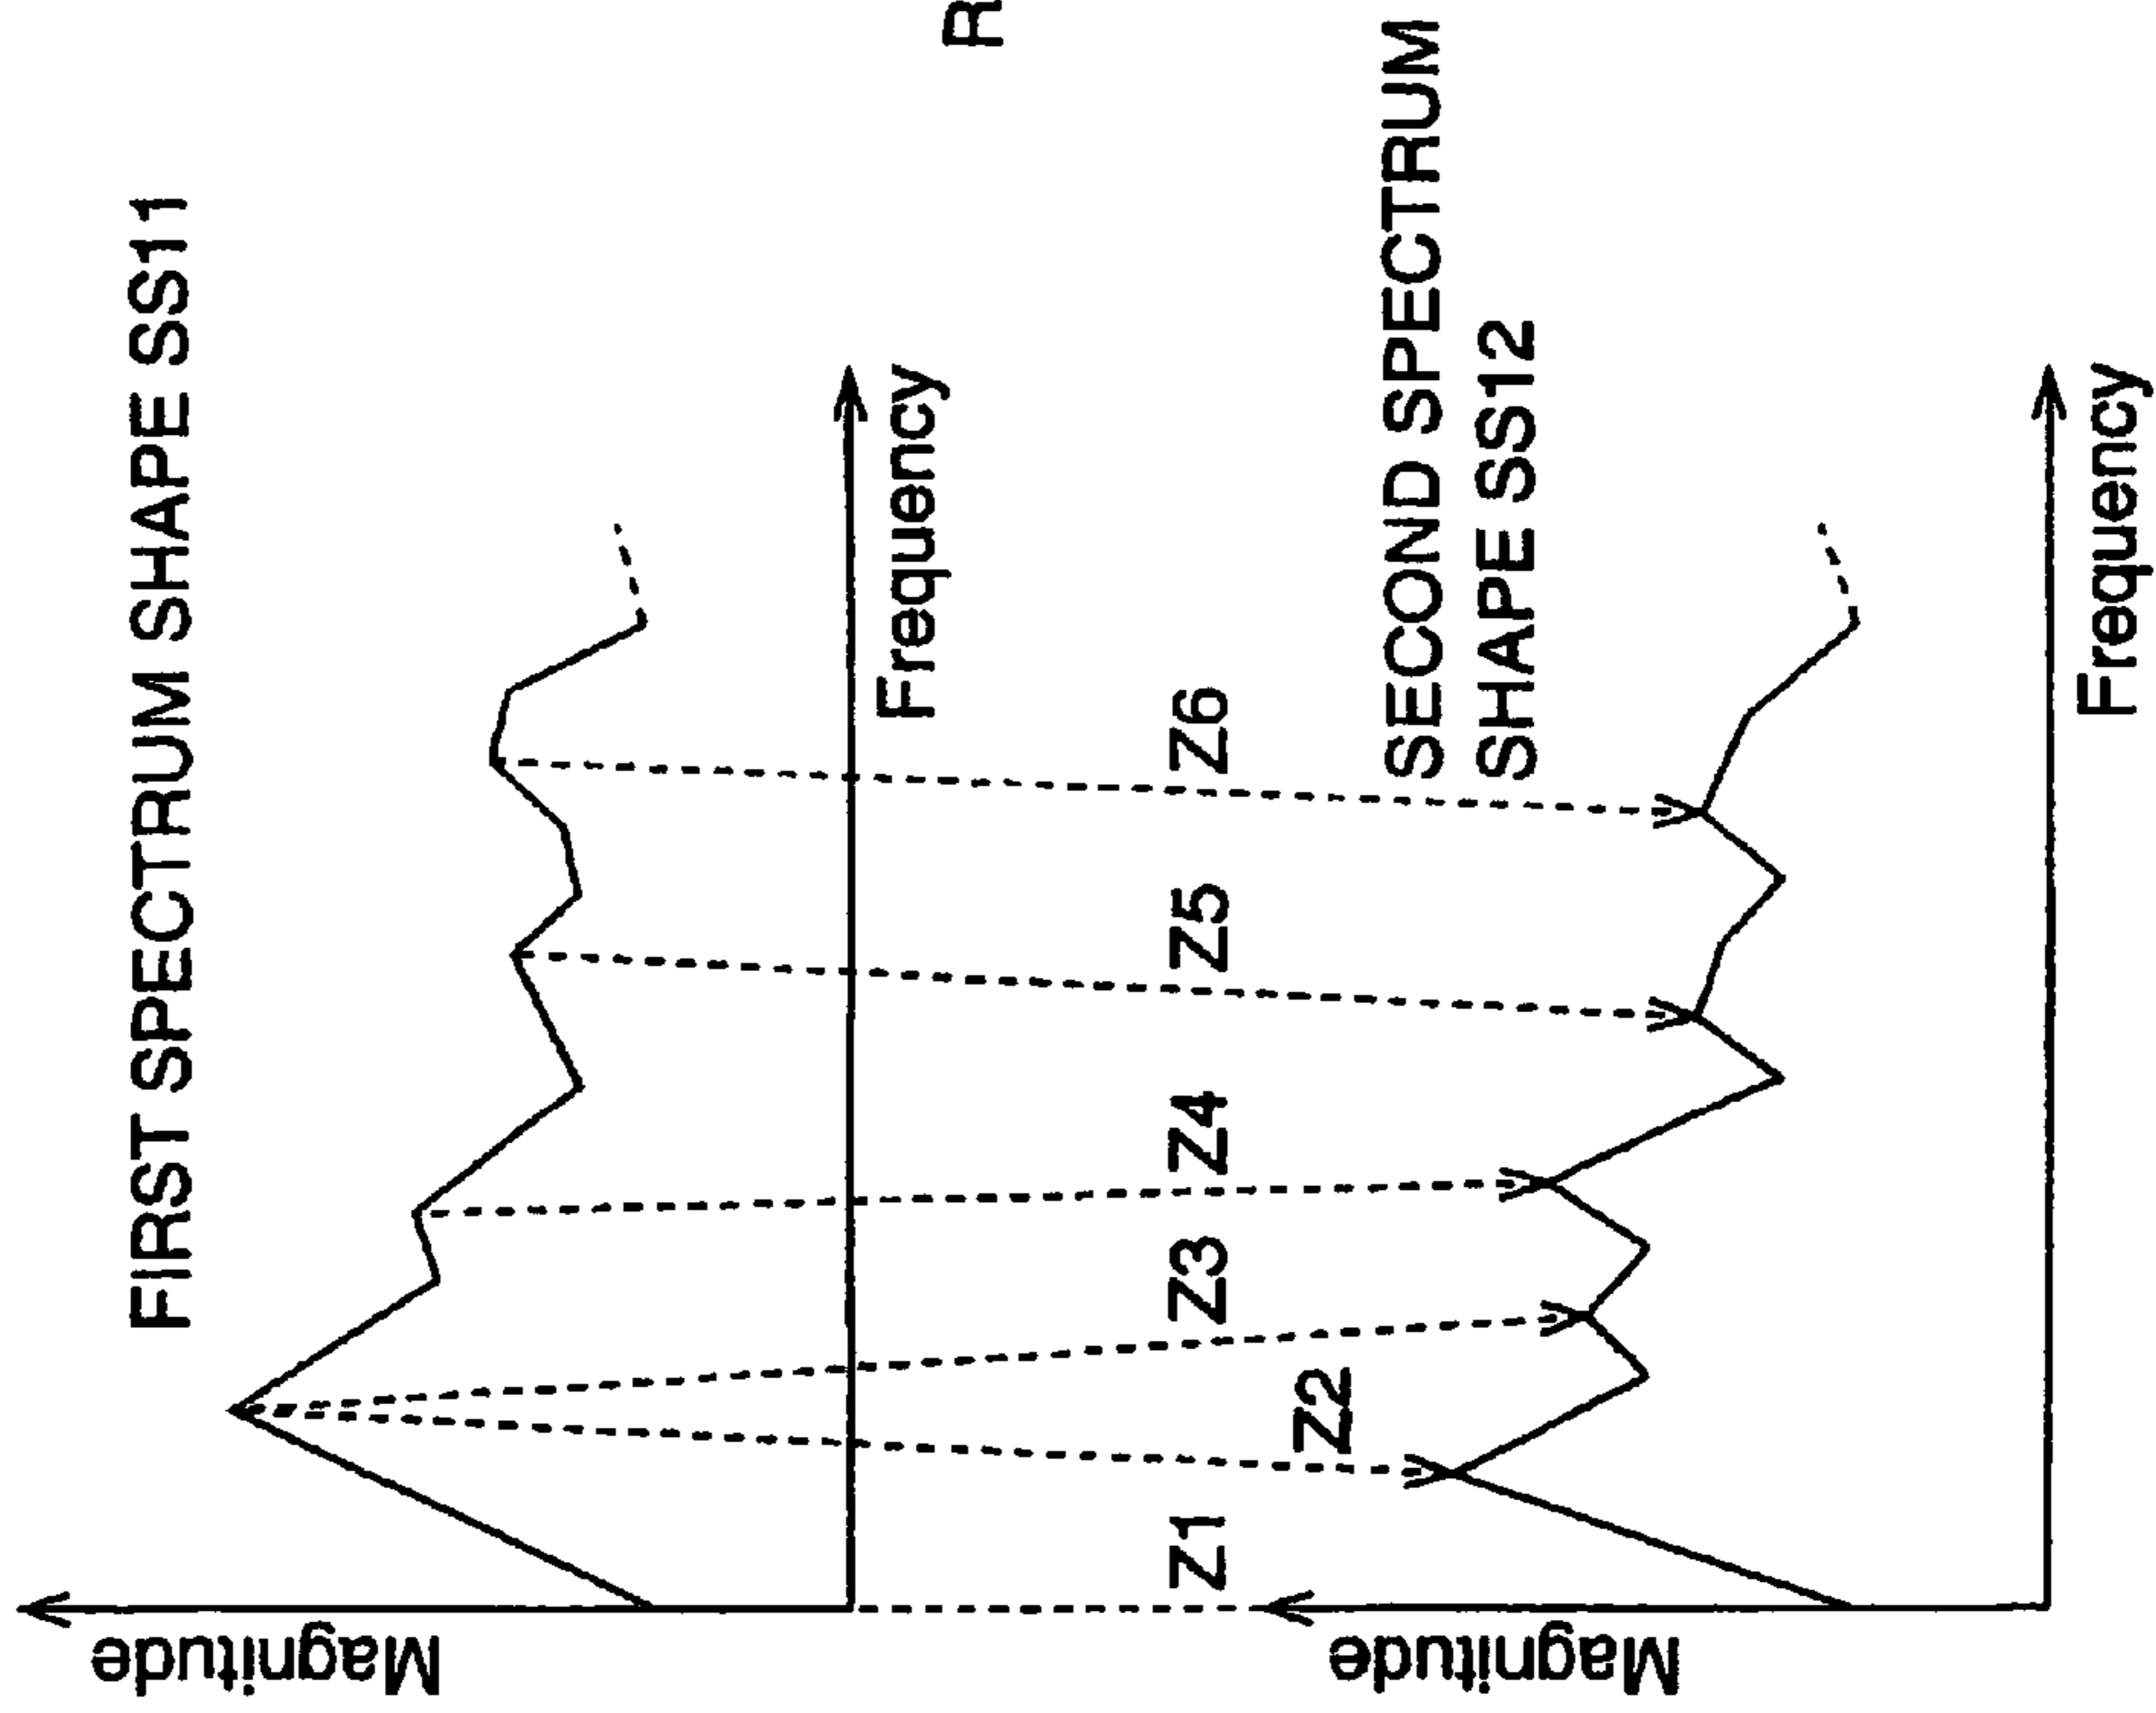 FIRST SPECTRUM SHAPE SS11
Magnitude
Frequency
R
Z1
Z2
Z3
Z4
Z5
Z6
SECOND SPECTRUM
SHAPE SS12
Magnitude
Frequency